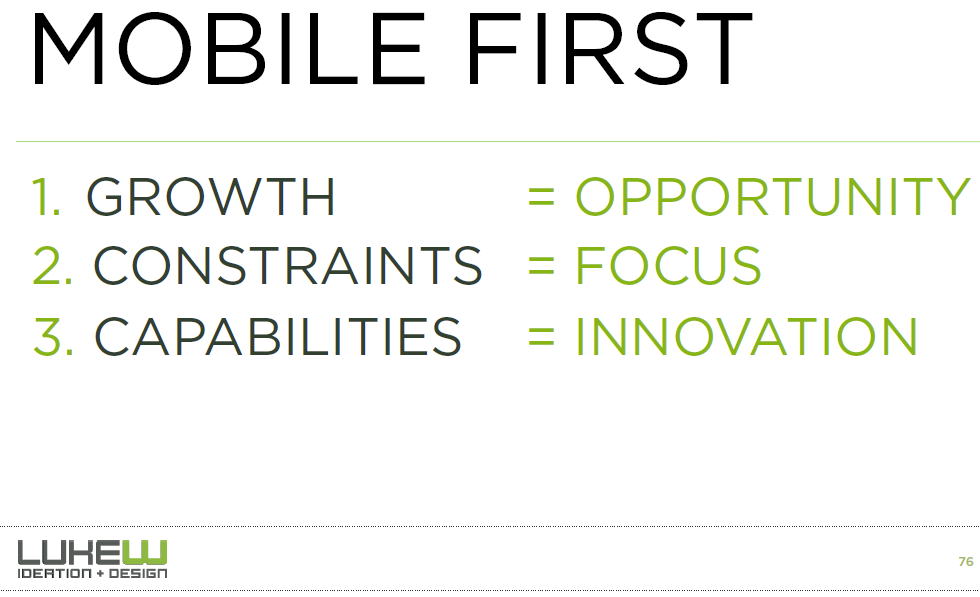 MOBILE FIRST
1. GROWTH = OPPORTUNITY
2. CONSTRAINTS = FOCUS
3. CAPABILITIES = INNOVATION
LUKEW
IDEATION + DESIGN
76